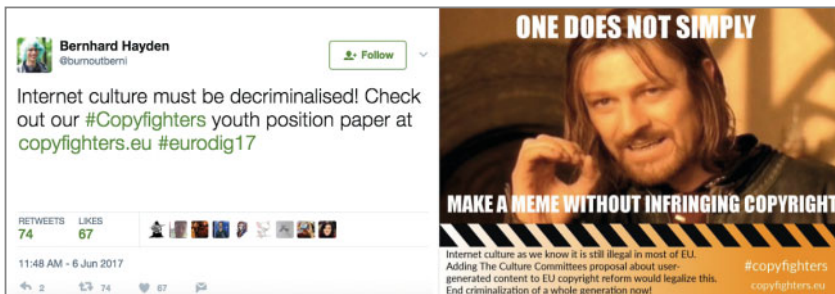 Bernhard Hayden
@burnoutberni
Follow
Internet culture must be decriminalised! Check
out our #Copyfighters youth position paper at
copyfighters.eu #eurodig17
RETWEETS LIKES
74 67
11:48 AM - 6 Jun 2017
2 74 67
ONE DOES NOT SIMPLY
MAKE A MEME WITHOUT INFRINGING COPYRIGHT
Internet culture as we know it is still illegal in most of EU.
Adding The Culture Committees proposal about user-
generated content to EU copyright reform would legalize this.
End criminalization of a whole generation now!
#copyfighters
copyfighters.eu